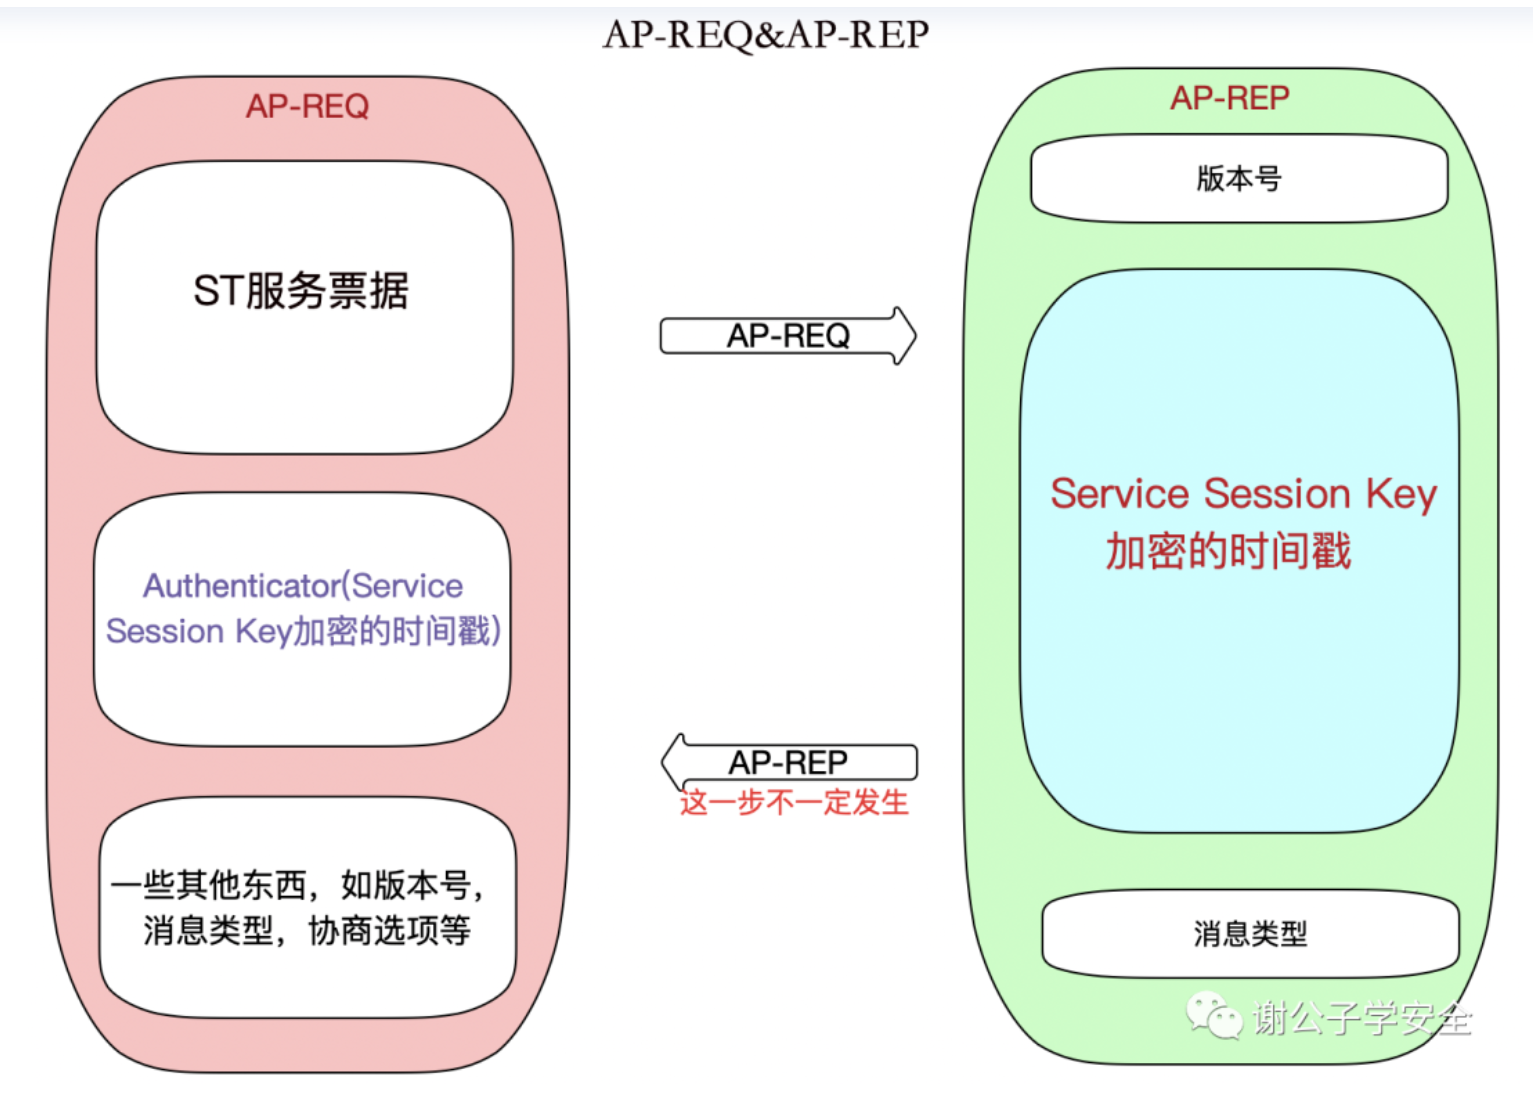 AP-REQ&AP-REP
AP-REQ
ST服务票据
Authenticator(Service
Session Key加密的时间戳)
一些其他东西，如版本号，
消息类型，协商选项等
AP-REQ
AP-REP
这一步不一定发生
AP-REP
版本号
Service Session Key
加密的时间戳
消息类型
谢公子学安全